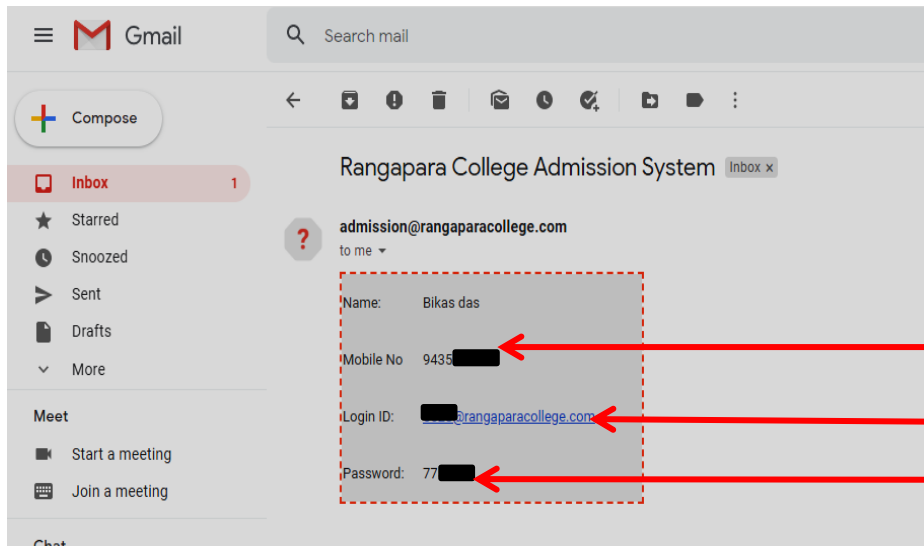 Gmail
Search mail
Compose
Rangapara College Admission System Inbox x
Inbox 1
Starred
Snoozed
Sent
Drafts
More
admission@rangaparacollege.com
to me
Name: Bikas das
Mobile No 9435
Login ID: @rangaparacollege.com
Password: 77
Meet
Start a meeting
Join a meeting
Chat